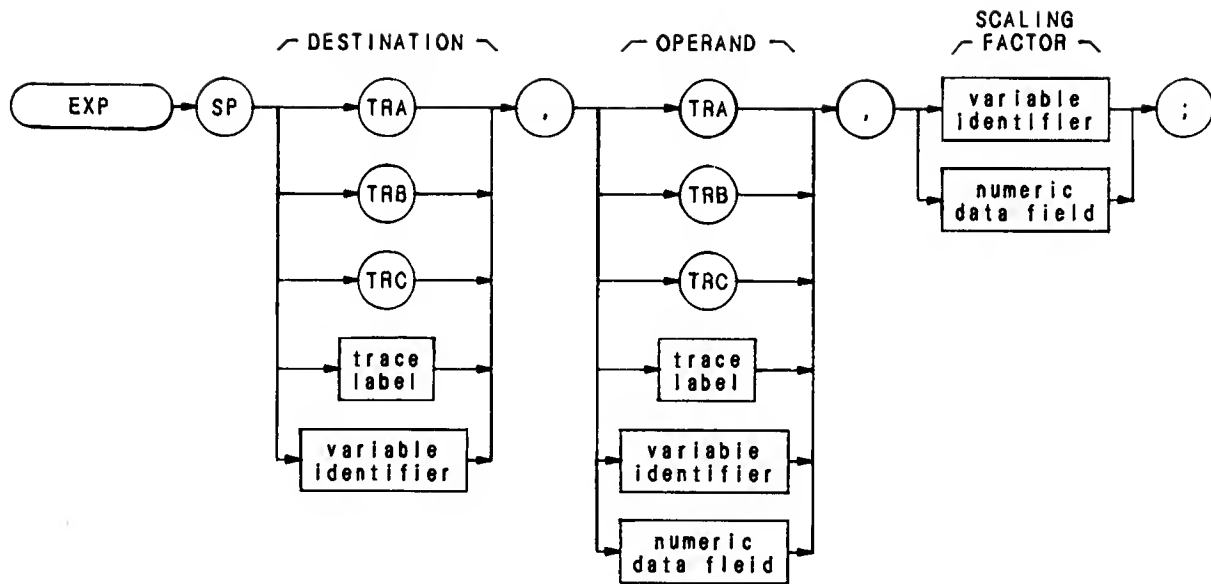 DESTINATION
OPERAND
SCALING
FACTOR
EXP
SP
TRA
,
TRA
,
variable
identifier
;
TRB
TRB
numeric
data field
TRC
TRC
trace
label
trace
label
variable
identifier
variable
identifier
numeric
data field